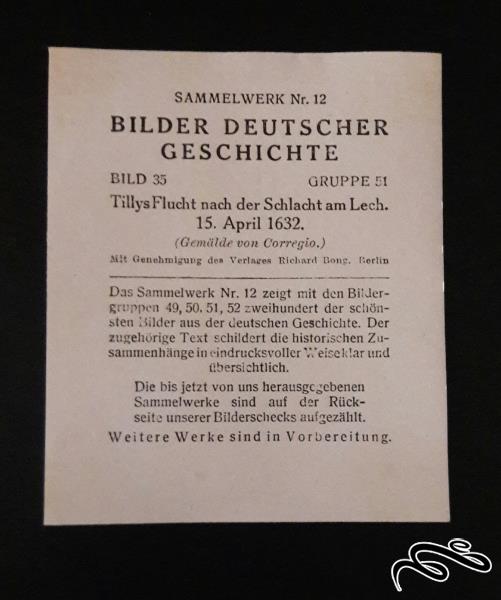 SAMMELWERK Nr. 12
BILDER DEUTSCHER
GESCHICHTE
BILD 35 GRUPPE 51
Tillys Flucht nach der Schlacht am Lech.
15. April 1632.
(Gemälde von Corregio.)
Mit Genehmigung des Verlages Richard Bong, Berlin
Das Sammelwerk Nr. 12 zeigt mit den Bilder-
gruppen 49, 50. 51, 52 zweihundert der schön-
sten Bilder aus der deutschen Geschichte. Der
zugehörige Text schildert die historischen Zu-
sammenhänge in eindrucksvoller Weise klar und
übersichtlich.
Die bis jetzt von uns herausgegebenen
Sammelwerke sind auf der Rück-
seite unserer Bilderschecks aufgezählt.
Weitere Werke sind in Vorbereitung.